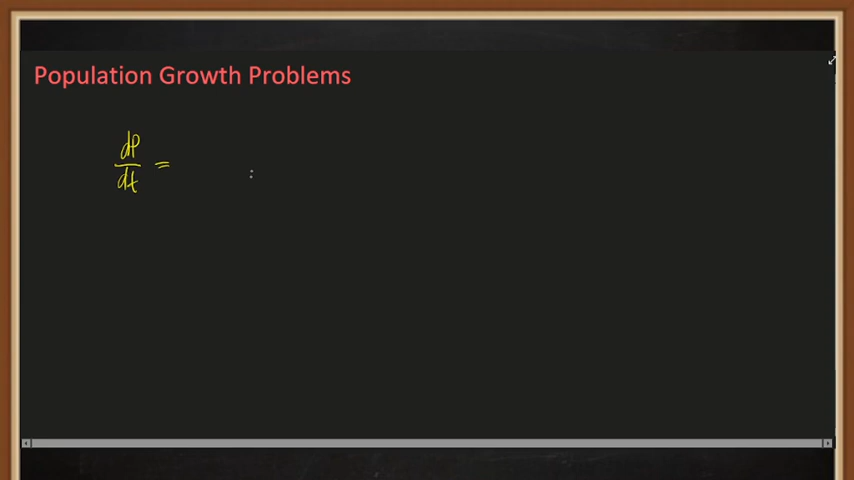 Population Growth Problems
dP/dt =